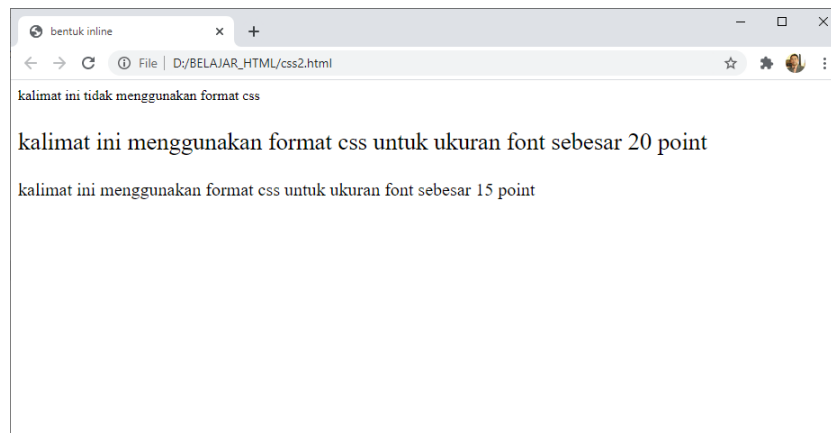 bentuk inline
File | D:/BELAJAR_HTML/css2.html
kalimat ini tidak menggunakan format css
kalimat ini menggunakan format css untuk ukuran font sebesar 20 point
kalimat ini menggunakan format css untuk ukuran font sebesar 15 point